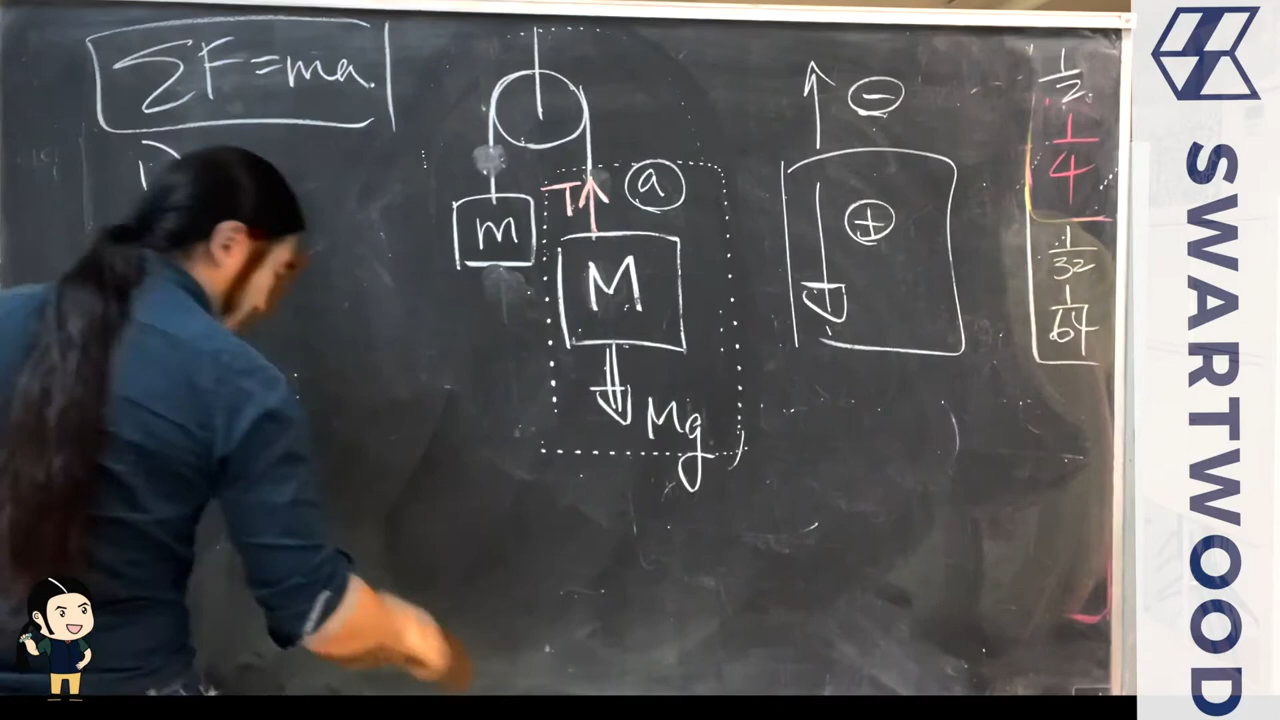 ΣF=ma.
T
a
m
M
Mg
−
+
1/2
1/4
1/32
1/64
SWARTWOOD